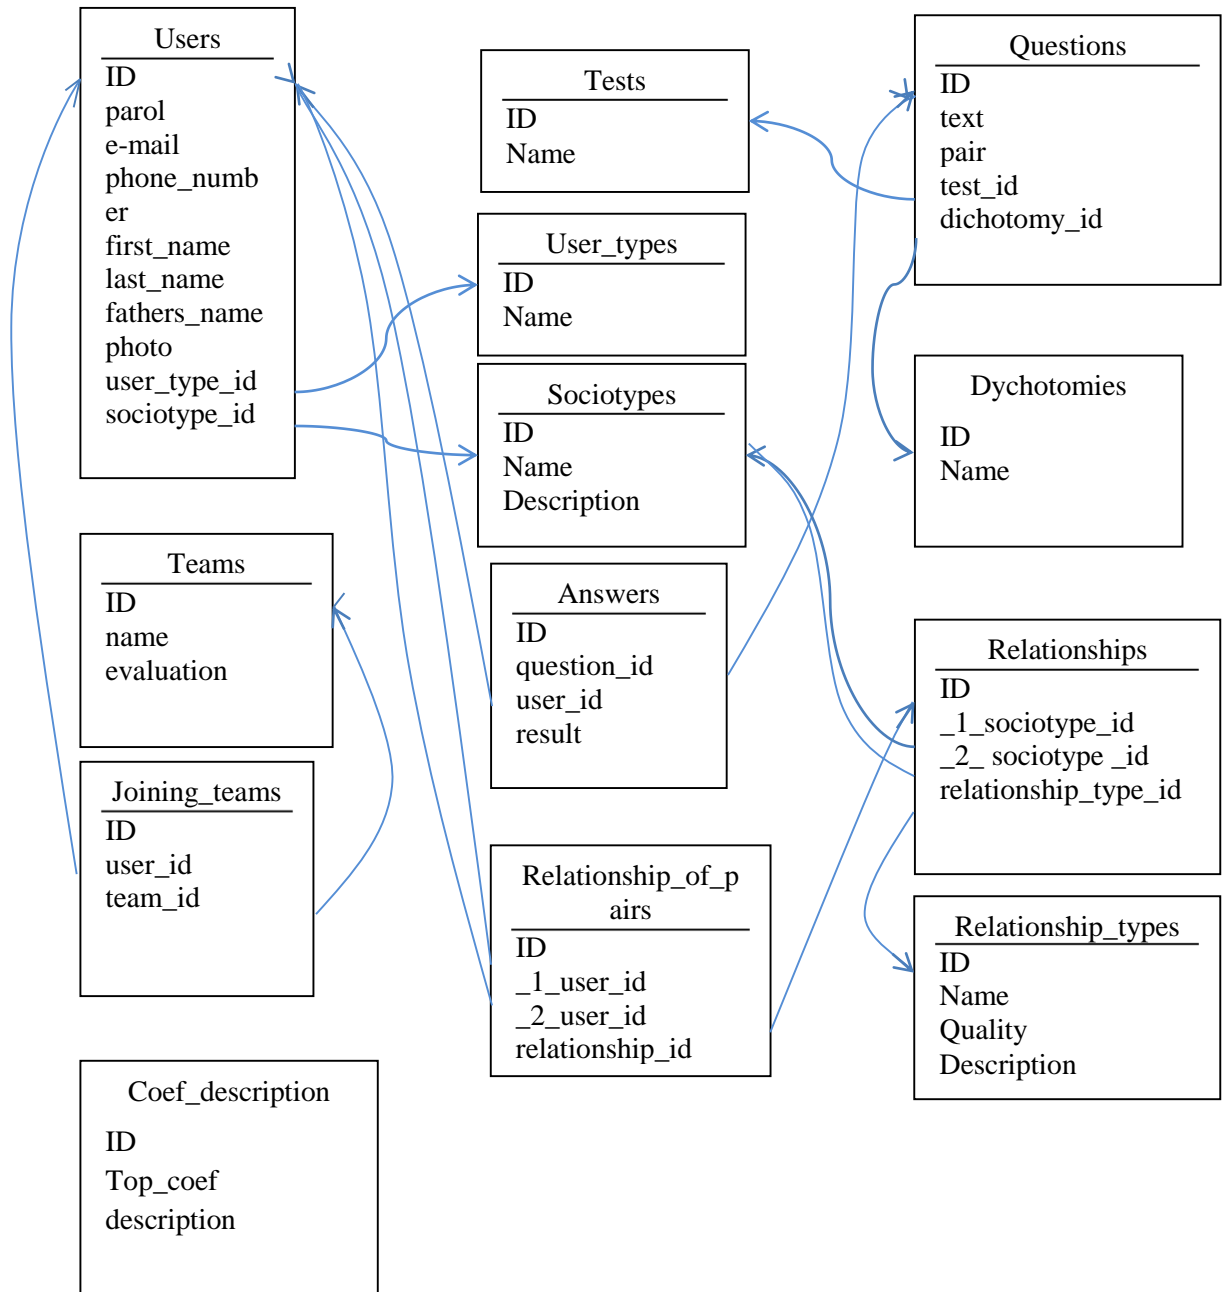 Users
ID
parol
e-mail
phone_numb
er
first_name
last_name
fathers_name
photo
user_type_id
sociotype_id
Tests
ID
Name
Questions
ID
text
pair
test_id
dichotomy_id
User_types
ID
Name
Sociotypes
ID
Name
Description
Dychotomies
ID
Name
Teams
ID
name
evaluation
Answers
ID
question_id
user_id
result
Relationships
ID
_1_sociotype_id
_2_ sociotype _id
relationship_type_id
Joining_teams
ID
user_id
team_id
Relationship_of_p
airs
ID
_1_user_id
_2_user_id
relationship_id
Relationship_types
ID
Name
Quality
Description
Coef_description
ID
Top_coef
description